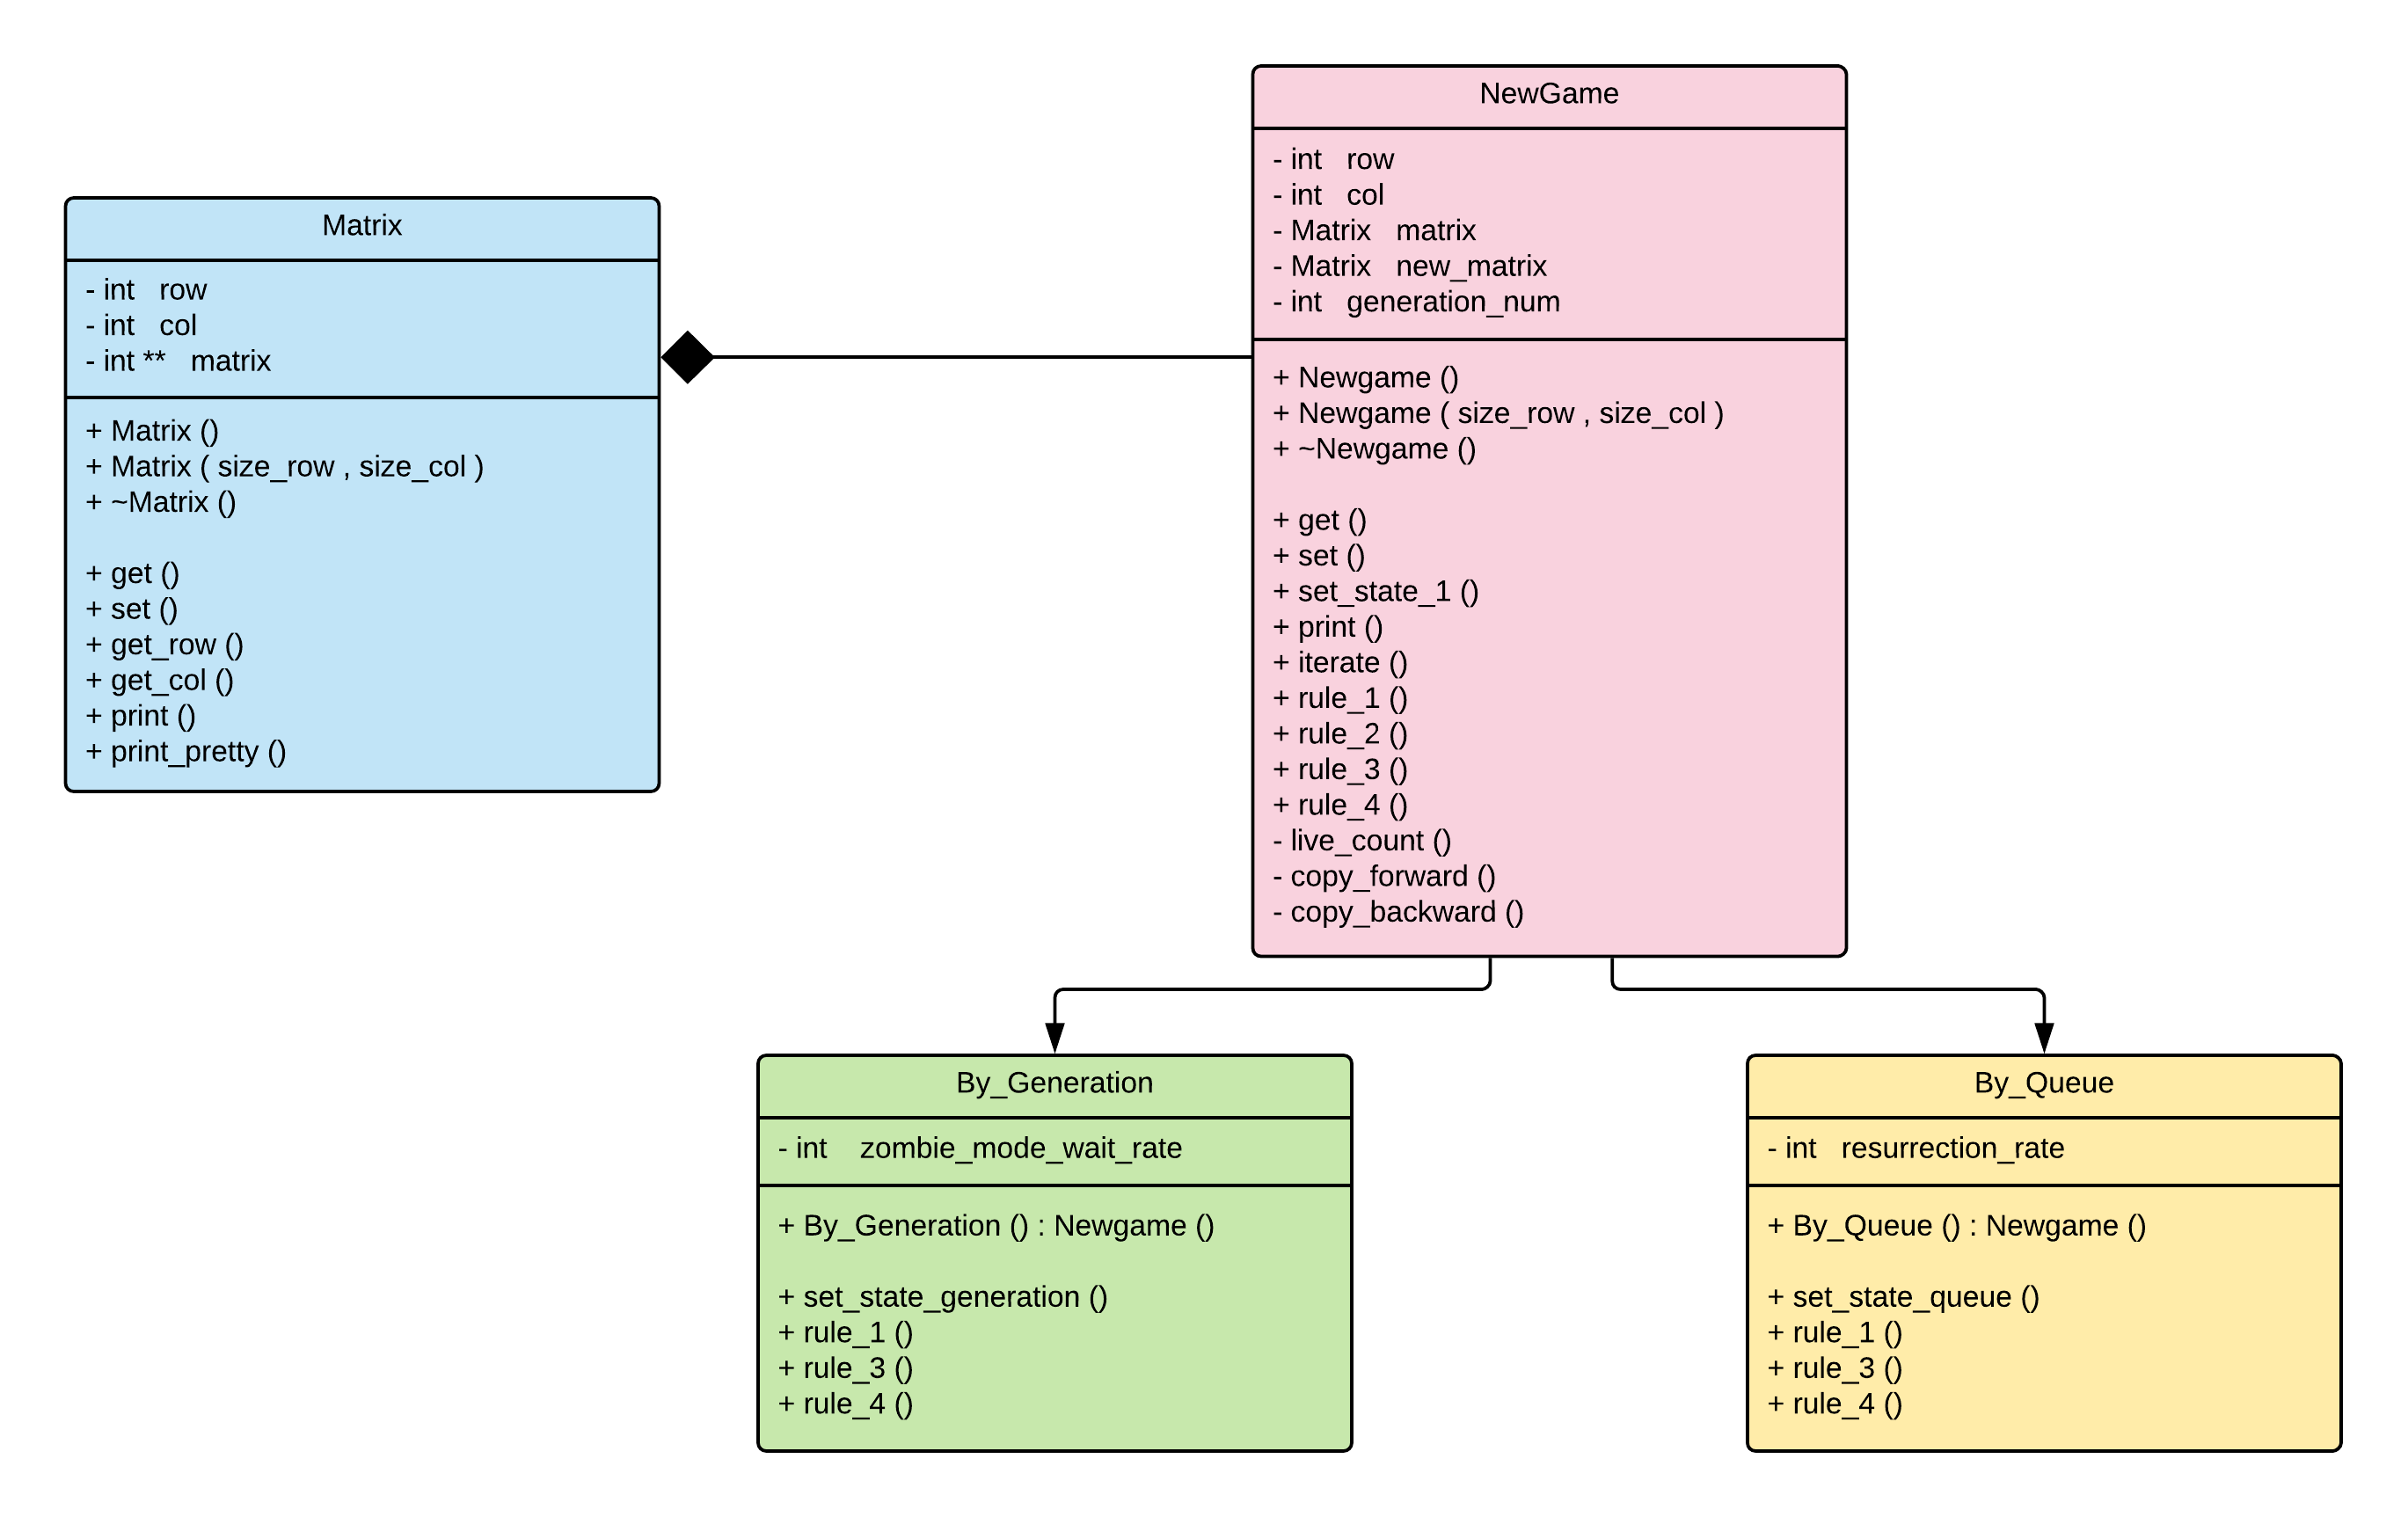 Matrix
- int row
- int col
- int ** matrix
+ Matrix ()
+ Matrix ( size_row , size_col )
+ ~Matrix ()
+ get ()
+ set ()
+ get_row ()
+ get_col ()
+ print ()
+ print_pretty ()
NewGame
- int row
- int col
- Matrix matrix
- Matrix new_matrix
- int generation_num
+ Newgame ()
+ Newgame ( size_row , size_col )
+ ~Newgame ()
+ get ()
+ set ()
+ set_state_1 ()
+ print ()
+ iterate ()
+ rule_1 ()
+ rule_2 ()
+ rule_3 ()
+ rule_4 ()
- live_count ()
- copy_forward ()
- copy_backward ()
By_Generation
- int zombie_mode_wait_rate
+ By_Generation () : Newgame ()
+ set_state_generation ()
+ rule_1 ()
+ rule_3 ()
+ rule_4 ()
By_Queue
- int resurrection_rate
+ By_Queue () : Newgame ()
+ set_state_queue ()
+ rule_1 ()
+ rule_3 ()
+ rule_4 ()